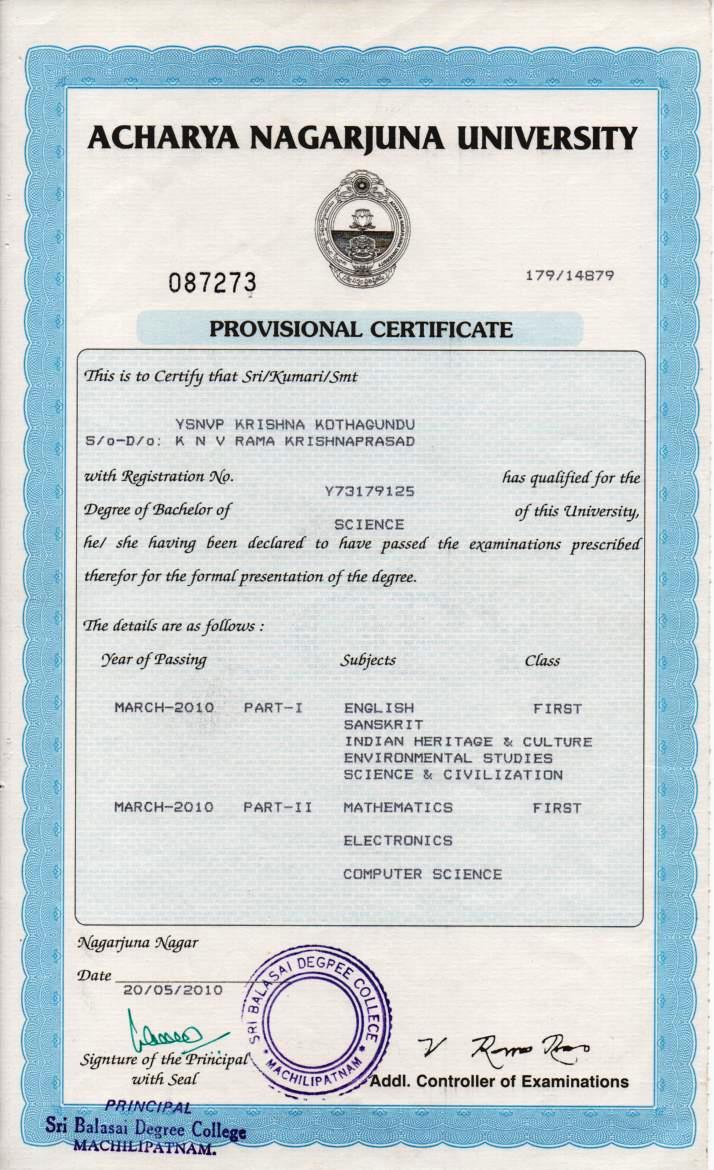 ACHARYA NAGARJUNA UNIVERSITY
087273
179/14879
PROVISIONAL CERTIFICATE
This is to Certify that Sri/Kumari/Smt
YSNVP KRISHNA KOTHAGUNDU
S/o-D/o: K N V RAMA KRISHNAPRASAD
with Registration No. Y73179125 has qualified for the
Degree of Bachelor of SCIENCE of this University,
he/ she having been declared to have passed the examinations prescribed
therefor for the formal presentation of the degree.
The details are as follows :
Year of Passing Subjects Class
MARCH-2010 PART-I ENGLISH FIRST
SANSKRIT
INDIAN HERITAGE & CULTURE
ENVIRONMENTAL STUDIES
SCIENCE & CIVILIZATION
MARCH-2010 PART-II MATHEMATICS FIRST
ELECTRONICS
COMPUTER SCIENCE
Nagarjuna Nagar
Date 20/05/2010
SRI BALASAI DEGPEE COLLEGE
* MACHILIPATNAM *
V Rama Rao
Signture of the Principal
with Seal
Addl. Controller of Examinations
PRINCIPAL
Sri Balasai Degree College
MACHILIPATNAM.